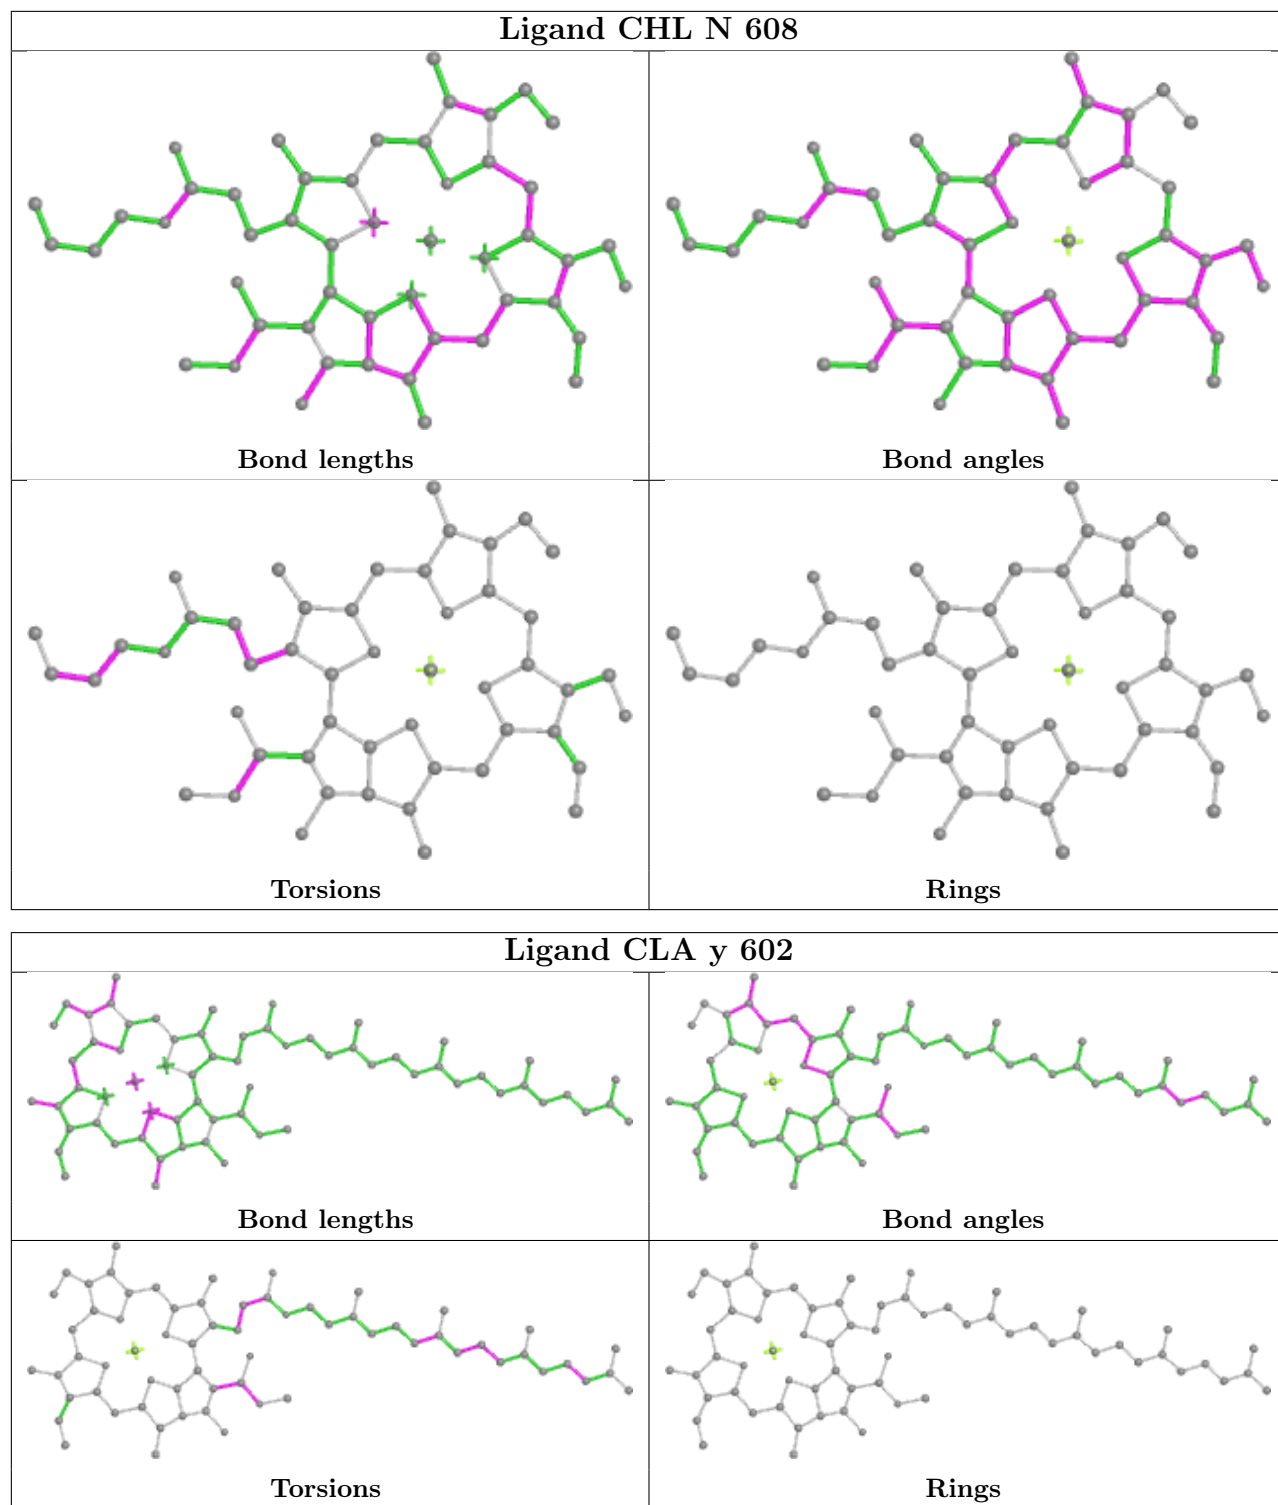 Ligand CHL N 608
Bond lengths
Bond angles
Torsions
Rings
Ligand CLA y 602
Bond lengths
Bond angles
Torsions
Rings